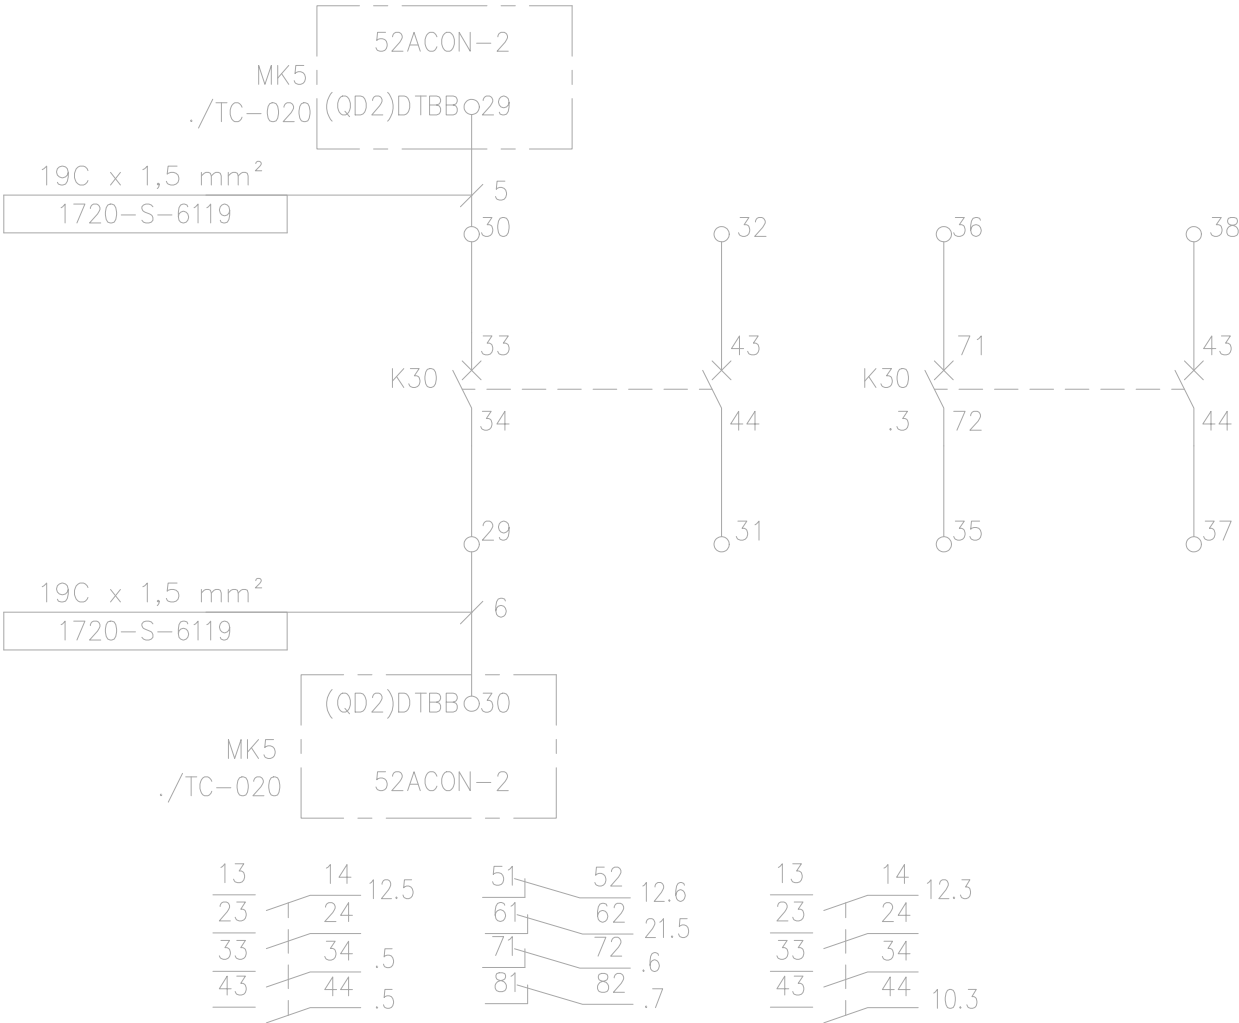 52ACON-2
MK5
./TC-020 (QD2)DTBB 29
19C x 1,5 mm²
5
1720-S-6119
30 32 36 38
33 43 71 43
K30 K30
34 44 .3 72 44
29 31 35 37
19C x 1,5 mm²
6
1720-S-6119
(QD2)DTBB 30
MK5
./TC-020
52ACON-2
13 14 12.5 51 52 12.6 13 14 12.3
23 24 61 62 21.5 23 24
33 34 .5 71 72 .6 33 34
43 44 .5 81 82 .7 43 44 10.3